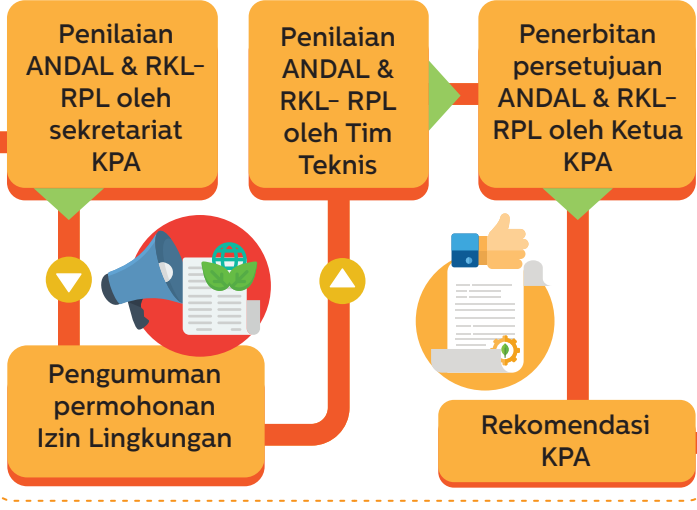 Penilaian
ANDAL & RKL-
RPL oleh
sekretariat
KPA
Pengumuman
permohonan
Izin Lingkungan
Penilaian
ANDAL &
RKL- RPL
oleh Tim
Teknis
Penerbitan
persetujuan
ANDAL & RKL-
RPL oleh Ketua
KPA
Rekomendasi
KPA